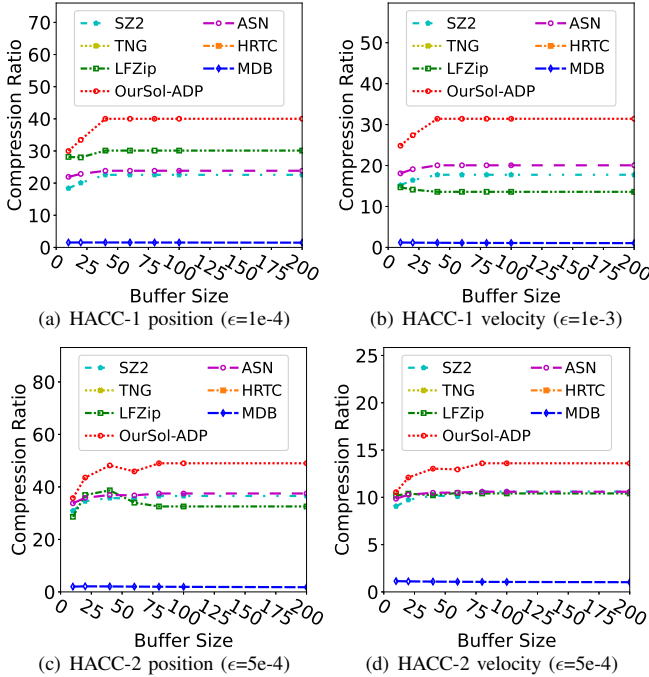 Compression Ratio
70
60
50
40
30
20
10
0
SZ2
TNG
LFZip
OurSol-ADP
ASN
HRTC
MDB
0 25 50 75 100 125 150 175 200
Buffer Size
(a) HACC-1 position (ϵ=1e-4)
Compression Ratio
50
40
30
20
10
0
SZ2
TNG
LFZip
OurSol-ADP
ASN
HRTC
MDB
0 25 50 75 100 125 150 175 200
Buffer Size
(b) HACC-1 velocity (ϵ=1e-3)
Compression Ratio
80
60
40
20
0
SZ2
TNG
LFZip
OurSol-ADP
ASN
HRTC
MDB
0 25 50 75 100 125 150 175 200
Buffer Size
(c) HACC-2 position (ϵ=5e-4)
Compression Ratio
25
20
15
10
5
0
SZ2
TNG
LFZip
OurSol-ADP
ASN
HRTC
MDB
0 25 50 75 100 125 150 175 200
Buffer Size
(d) HACC-2 velocity (ϵ=5e-4)